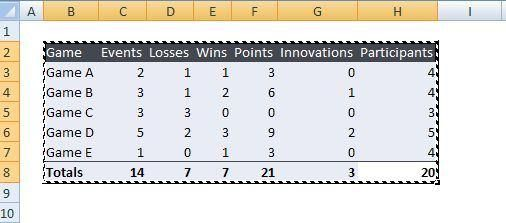 A B C D E F G H I
1
2 Game Events Losses Wins Points Innovations Participants
3 Game A 2 1 1 3 0 4
4 Game B 3 1 2 6 1 4
5 Game C 3 3 0 0 0 3
6 Game D 5 2 3 9 2 5
7 Game E 1 0 1 3 0 4
8 Totals 14 7 7 21 3 20
9
10